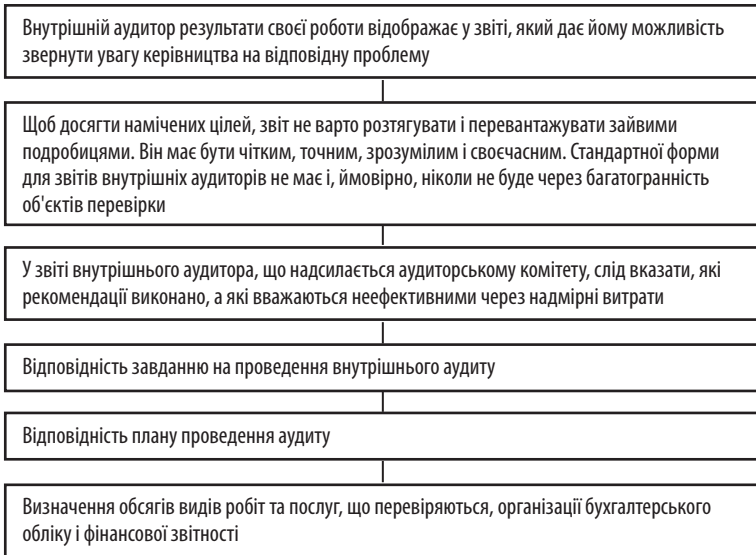 Внутрішній аудитор результати своєї роботи відображає у звіті, який дає йому можливість
звернути увагу керівництва на відповідну проблему
Щоб досягти намічених цілей, звіт не варто розтягувати і перевантажувати зайвими
подробицями. Він має бути чітким, точним, зрозумілим і своєчасним. Стандартної форми
для звітів внутрішніх аудиторів не має і, ймовірно, ніколи не буде через багатогранність
об'єктів перевірки
У звіті внутрішнього аудитора, що надсилається аудиторському комітету, слід вказати, які
рекомендації виконано, а які вважаються неефективними через надмірні витрати
Відповідність завданню на проведення внутрішнього аудиту
Відповідність плану проведення аудиту
Визначення обсягів видів робіт та послуг, що перевіряються, організації бухгалтерського
обліку і фінансової звітності